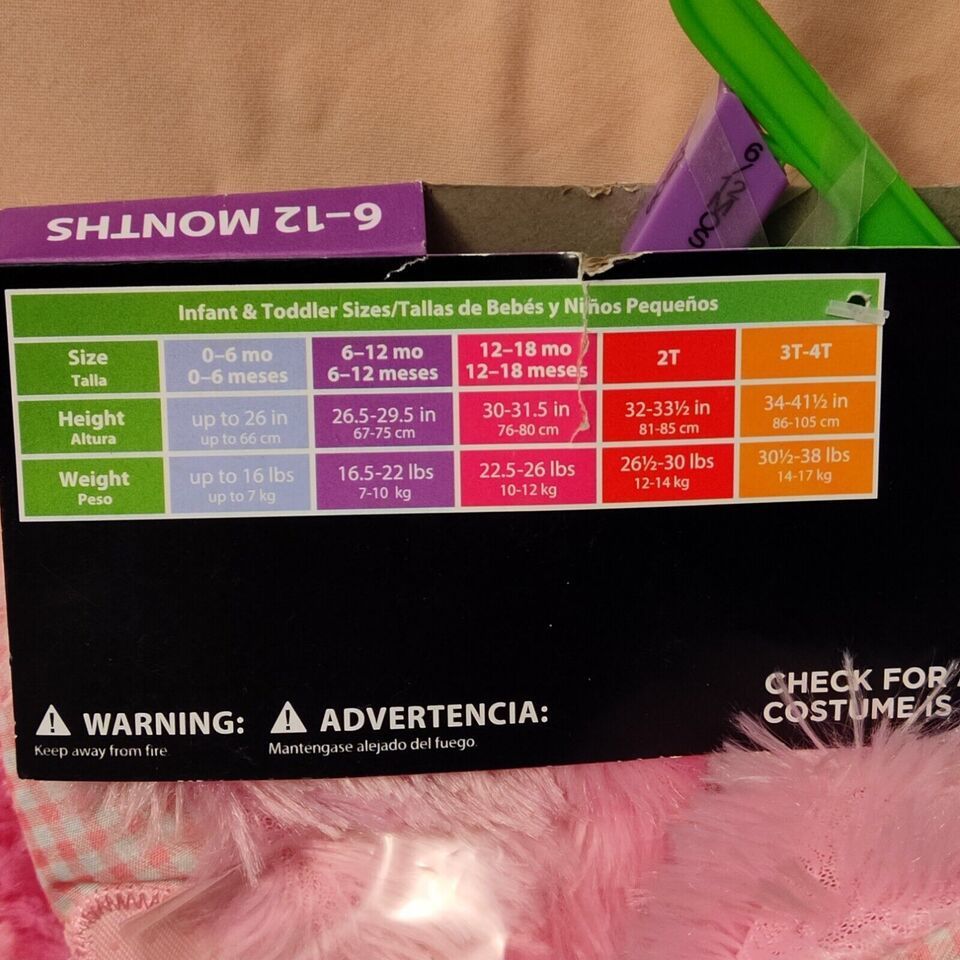 6–12 MONTHS
6/12MOS
Infant & Toddler Sizes/Tallas de Bebés y Niños Pequeños
Size
Talla
0–6 mo
0–6 meses
6–12 mo
6–12 meses
12–18 mo
12–18 meses
2T
3T-4T
Height
Altura
up to 26 in
up to 66 cm
26.5-29.5 in
67-75 cm
30-31.5 in
76-80 cm
32-33½ in
81-85 cm
34-41½ in
86-105 cm
Weight
Peso
up to 16 lbs
up to 7 kg
16.5-22 lbs
7-10 kg
22.5-26 lbs
10-12 kg
26½-30 lbs
12-14 kg
30½-38 lbs
14-17 kg
WARNING:
Keep away from fire
ADVERTENCIA:
Mantengase alejado del fuego.
CHECK FOR
COSTUME IS